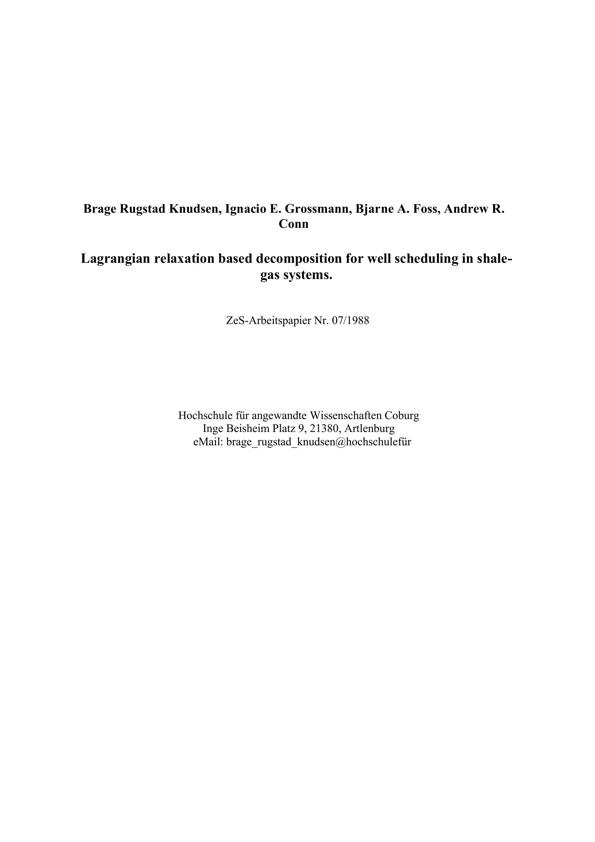 Brage Rugstad Knudsen, Ignacio E. Grossmann, Bjarne A. Foss, Andrew R.
Conn
Lagrangian relaxation based decomposition for well scheduling in shale-
gas systems.
ZeS-Arbeitspapier Nr. 07/1988
Hochschule für angewandte Wissenschaften Coburg
Inge Beisheim Platz 9, 21380, Artlenburg
eMail: brage_rugstad_knudsen@hochschulefür